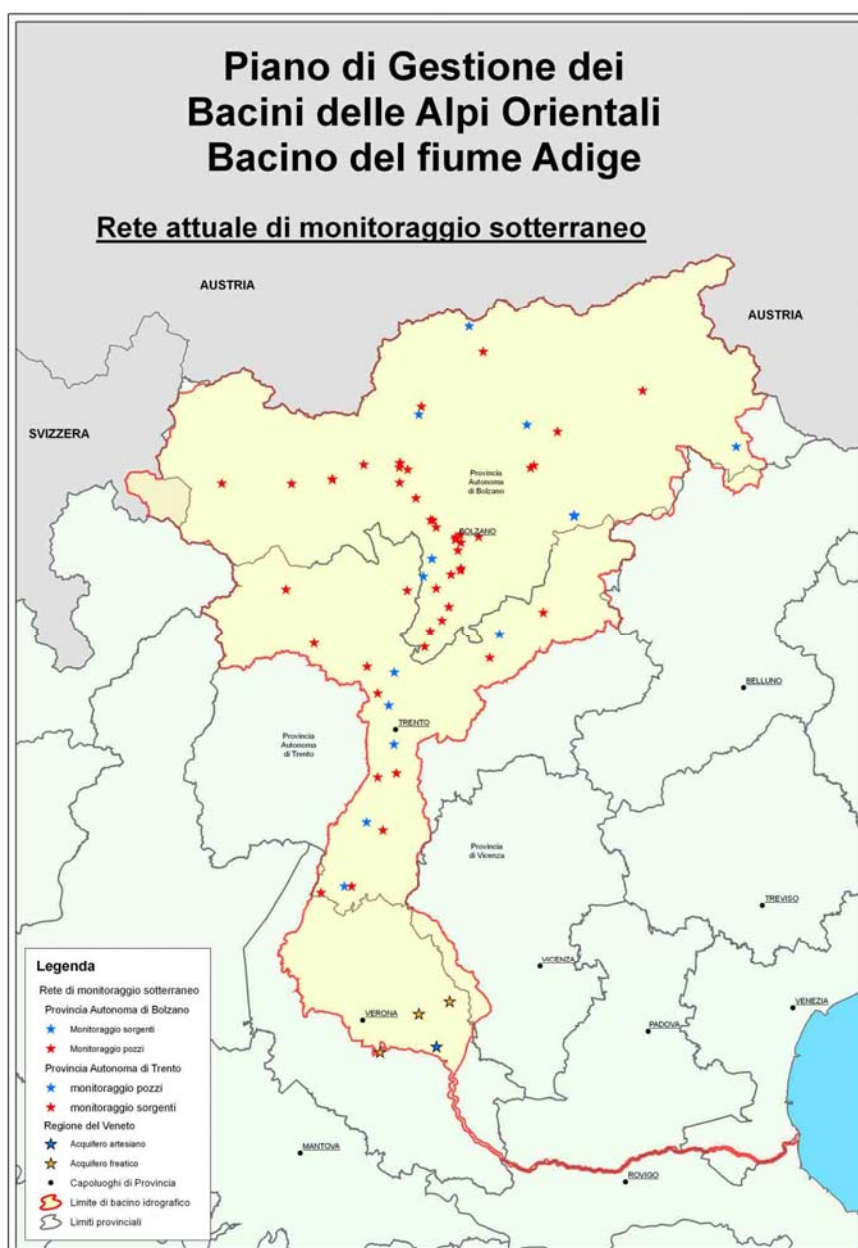 Piano di Gestione dei
Bacini delle Alpi Orientali
Bacino del fiume Adige
Rete attuale di monitoraggio sotterraneo
AUSTRIA
AUSTRIA
SVIZZERA
Provincia
Autonoma
di Bolzano
BOLZANO
BELLUNO
TRENTO
Provincia
Autonoma
di Trento
Provincia
di Vicenza
TREVISO
VICENZA
VENEZIA
VERONA
PADOVA
MANTOVA
ROVIGO
Legenda
Rete di monitoraggio sotterraneo
Provincia Autonoma di Bolzano
Monitoraggio sorgenti
Monitoraggio pozzi
Provincia Autonoma di Trento
monitoraggio pozzi
monitoraggio sorgenti
Regione del Veneto
Acquifero artesiano
Acquifero freatico
Capoluoghi di Provincia
Limite di bacino idrografico
Limiti provinciali